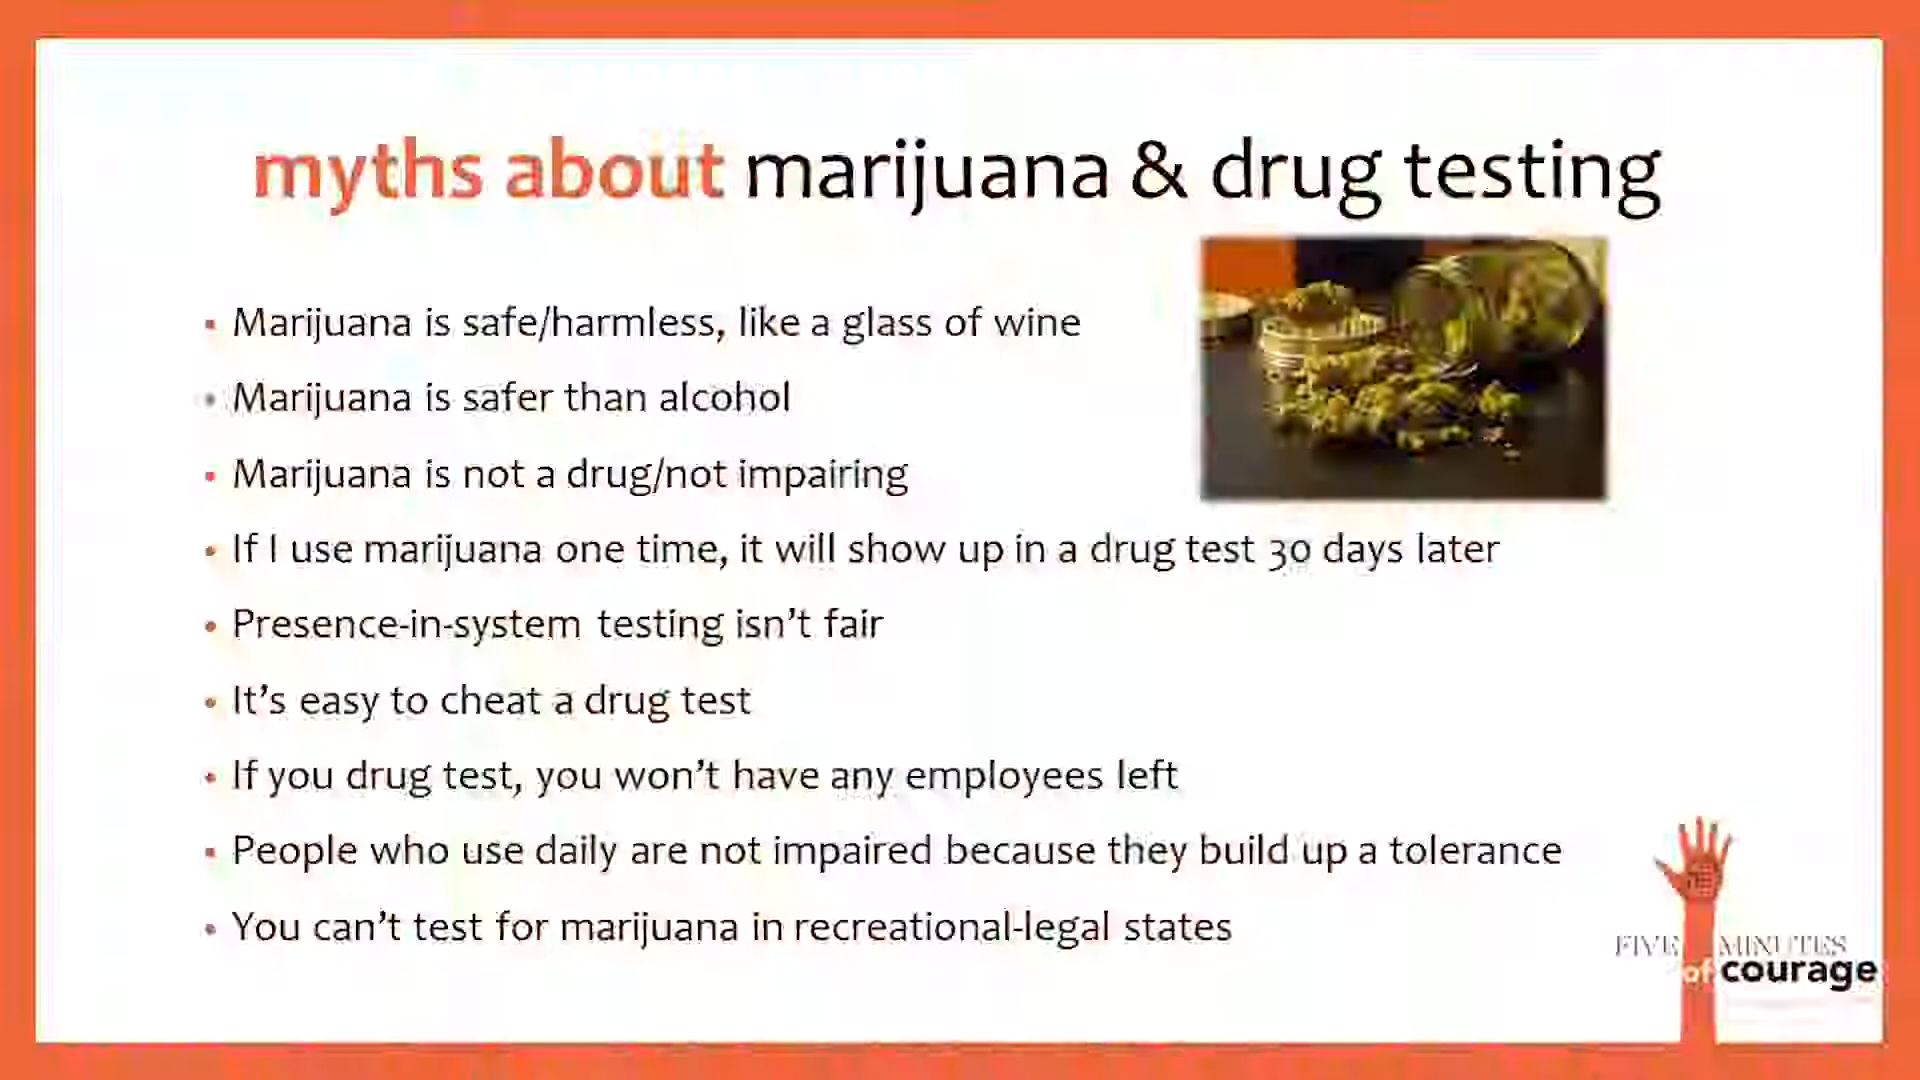 myths about marijuana & drug testing
Marijuana is safe/harmless, like a glass of wine
Marijuana is safer than alcohol
Marijuana is not a drug/not impairing
If I use marijuana one time, it will show up in a drug test 30 days later
Presence-in-system testing isn't fair
It's easy to cheat a drug test
If you drug test, you won't have any employees left
People who use daily are not impaired because they build up a tolerance
You can't test for marijuana in recreational-legal states
FIVE MINUTES
of courage